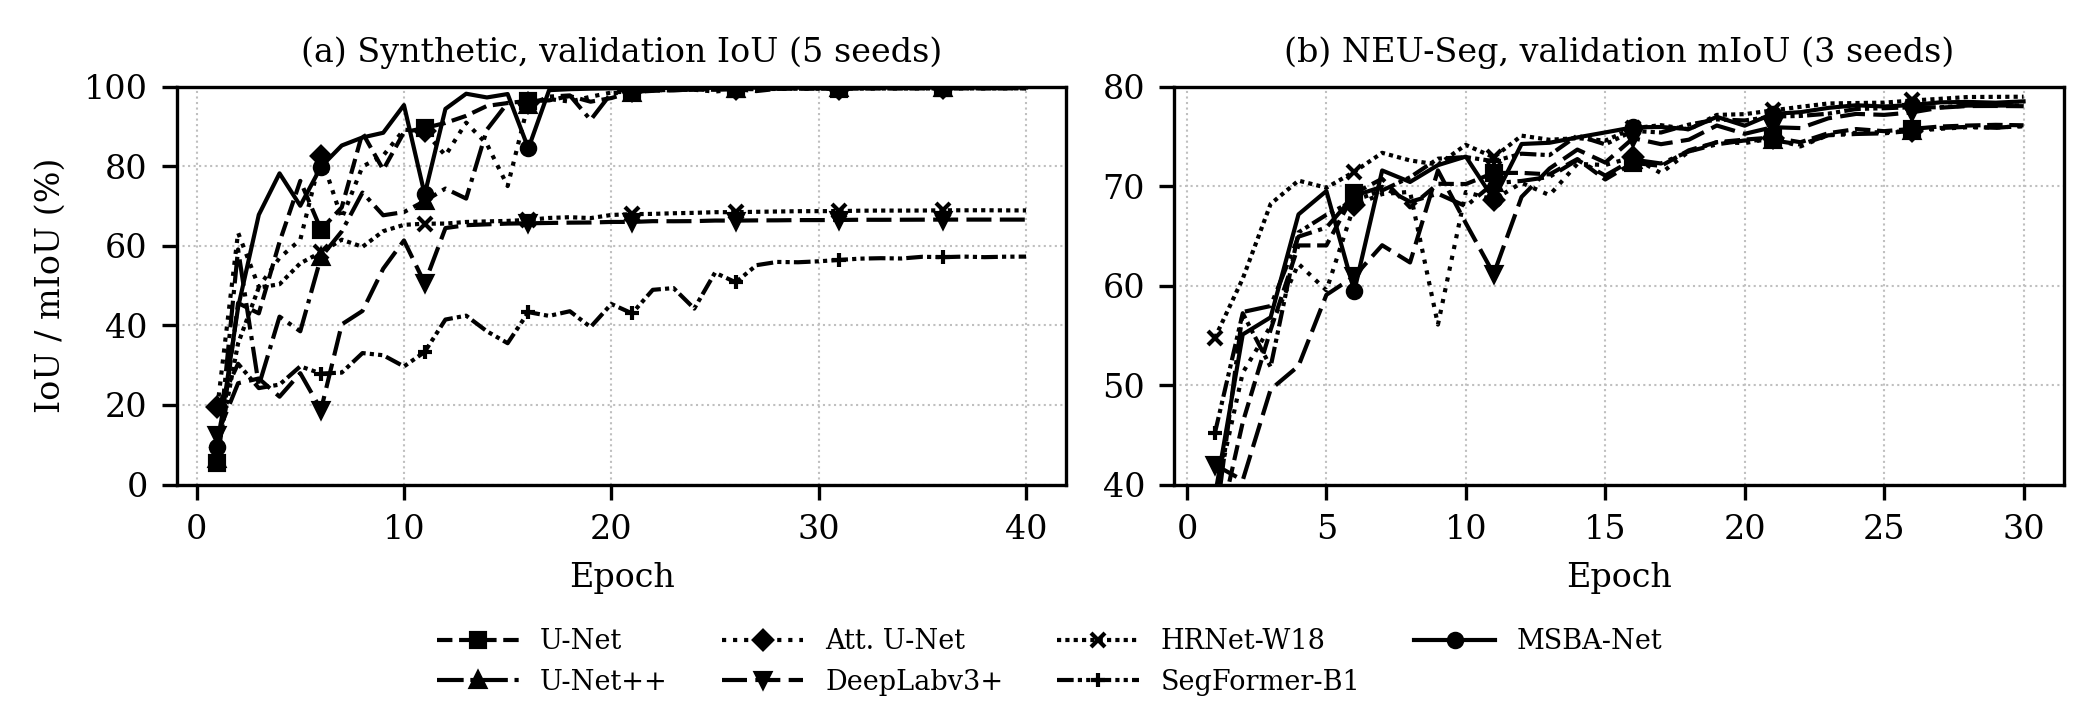 (a) Synthetic, validation IoU (5 seeds)
IoU / mIoU (%)
100
80
60
40
20
0
0 10 20 30 40
Epoch
(b) NEU-Seg, validation mIoU (3 seeds)
80
70
60
50
40
0 5 10 15 20 25 30
Epoch
U-Net Att. U-Net HRNet-W18 MSBA-Net
U-Net++ DeepLabv3+ SegFormer-B1